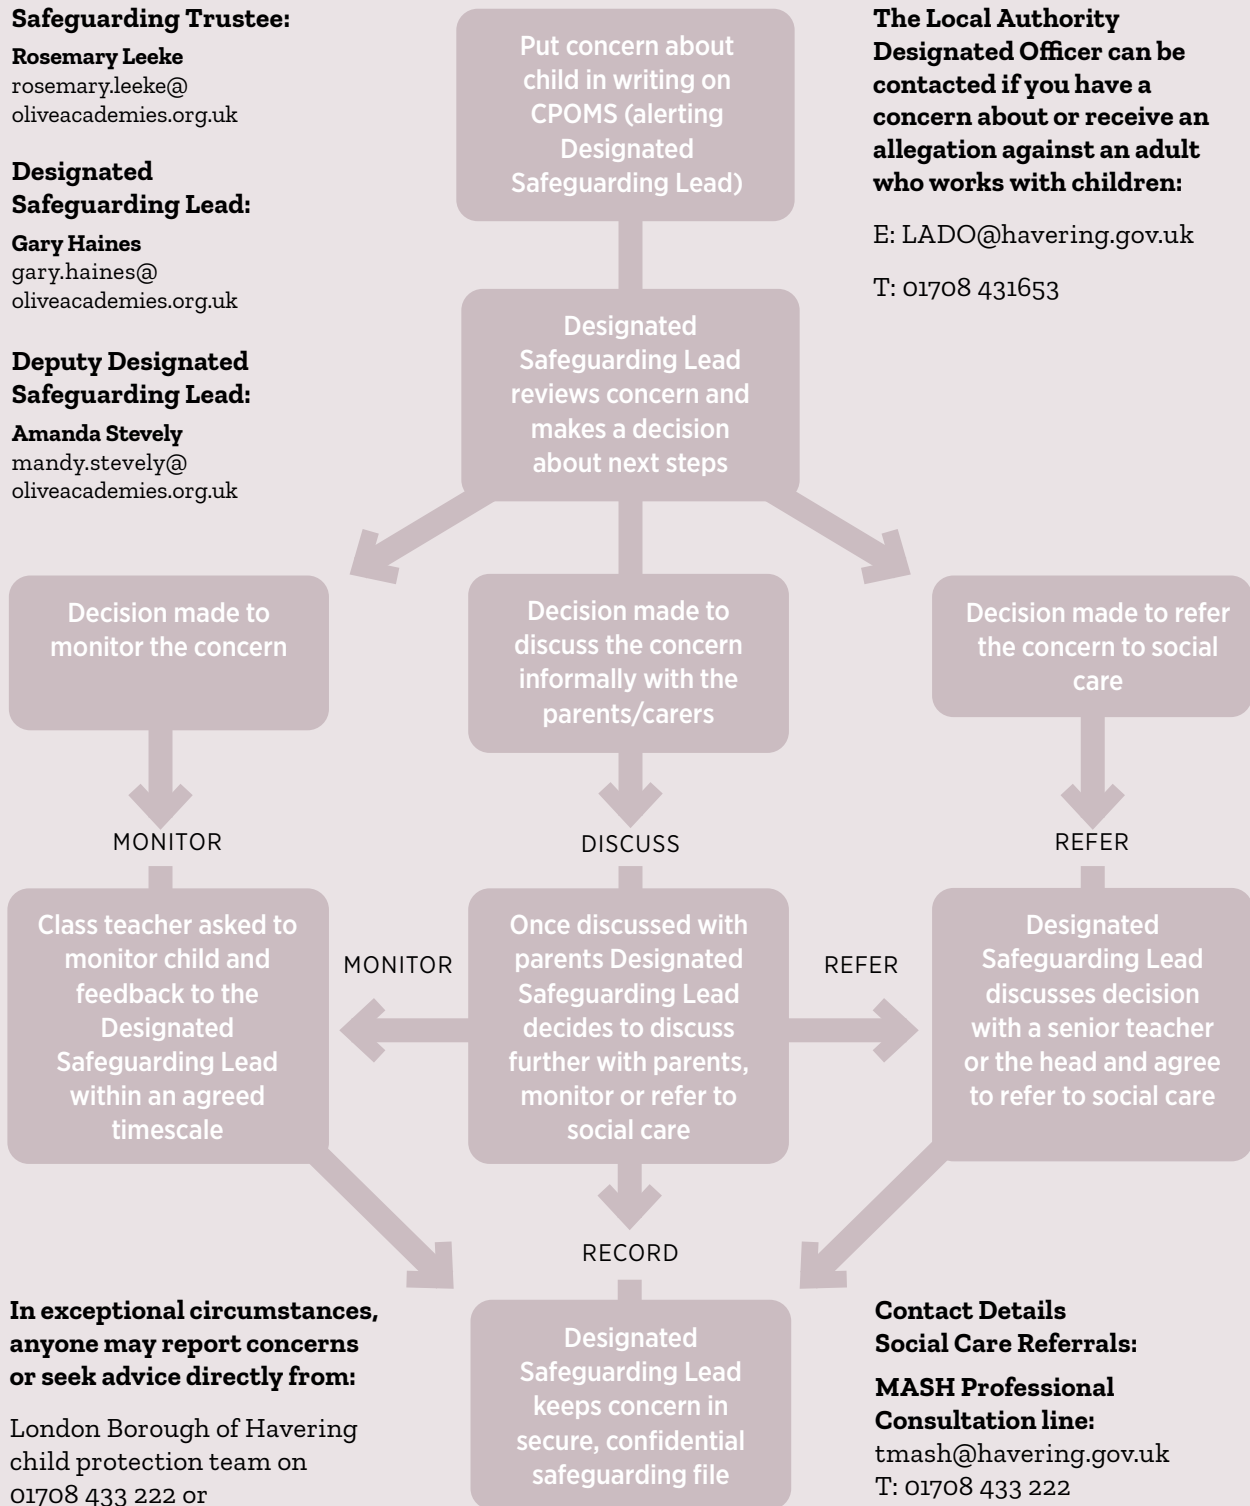 Safeguarding Trustee:
Rosemary Leeke
rosemary.leeke@
oliveacademies.org.uk
Designated
Safeguarding Lead:
Gary Haines
gary.haines@
oliveacademies.org.uk
Deputy Designated
Safeguarding Lead:
Amanda Stevely
mandy.stevely@
oliveacademies.org.uk
Put concern about
child in writing on
CPOMS (alerting
Designated
Safeguarding Lead)
The Local Authority
Designated Officer can be
contacted if you have a
concern about or receive an
allegation against an adult
who works with children:
E: LADO@havering.gov.uk
T: 01708 431653
Designated
Safeguarding Lead
reviews concern and
makes a decision
about next steps
Decision made to
monitor the concern
Decision made to
discuss the concern
informally with the
parents/carers
Decision made to refer
the concern to social
care
MONITOR
DISCUSS
REFER
Class teacher asked to
monitor child and
feedback to the
Designated
Safeguarding Lead
within an agreed
timescale
MONITOR
Once discussed with
parents Designated
Safeguarding Lead
decides to discuss
further with parents,
monitor or refer to
social care
REFER
Designated
Safeguarding Lead
discusses decision
with a senior teacher
or the head and agree
to refer to social care
RECORD
In exceptional circumstances,
anyone may report concerns
or seek advice directly from:
London Borough of Havering
child protection team on
01708 433 222 or
Designated
Safeguarding Lead
keeps concern in
secure, confidential
safeguarding file
Contact Details
Social Care Referrals:
MASH Professional
Consultation line:
tmash@havering.gov.uk
T: 01708 433 222